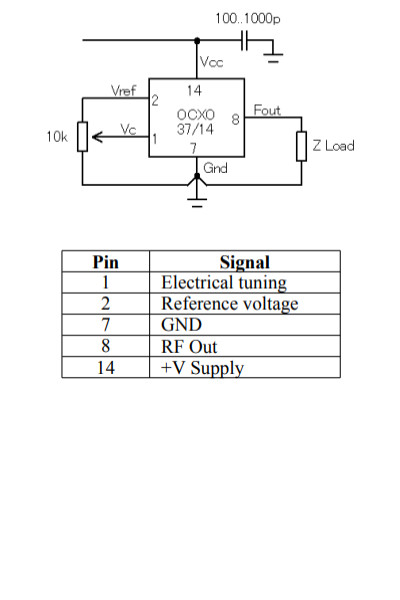 100..1000p
Vcc
Vref
2
14
OCXO
37/14
8
Fout
10k
Vc
1
7
Z Load
Gnd
Pin Signal
1 Electrical tuning
2 Reference voltage
7 GND
8 RF Out
14 +V Supply